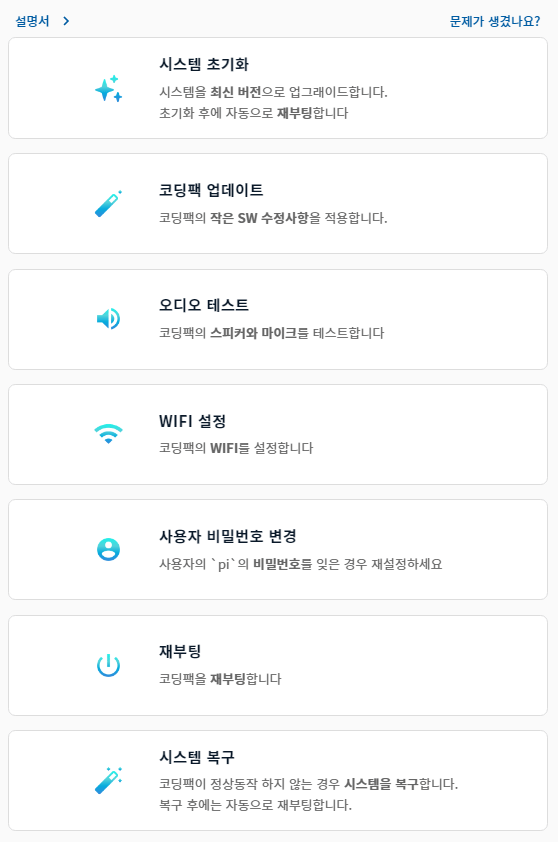 설명서
문제가 생겼나요?
시스템 초기화
시스템을 최신 버전으로 업그레이드합니다.
초기화 후에 자동으로 재부팅합니다
코딩팩 업데이트
코딩팩의 작은 SW 수정사항을 적용합니다.
오디오 테스트
코딩팩의 스피커와 마이크를 테스트합니다
WIFI 설정
코딩팩의 WIFI를 설정합니다
사용자 비밀번호 변경
사용자의 `pi`의 비밀번호를 잊은 경우 재설정하세요
재부팅
코딩팩을 재부팅합니다
시스템 복구
코딩팩이 정상동작 하지 않는 경우 시스템을 복구합니다.
복구 후에는 자동으로 재부팅합니다.